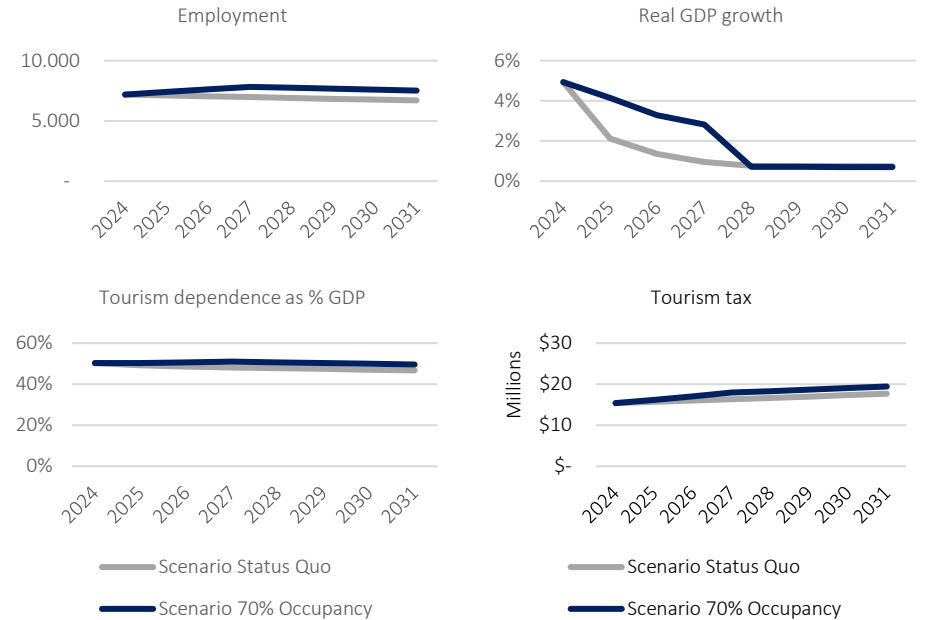 Employment
10.000
5.000
-
2024 2025 2026 2027 2028 2029 2030 2031
Real GDP growth
6%
4%
2%
0%
2024 2025 2026 2027 2028 2029 2030 2031
Tourism dependence as % GDP
60%
40%
20%
0%
2024 2025 2026 2027 2028 2029 2030 2031
Scenario Status Quo
Scenario 70% Occupancy
Tourism tax
Millions
$30
$20
$10
$-
2024 2025 2026 2027 2028 2029 2030 2031
Scenario Status Quo
Scenario 70% Occupancy